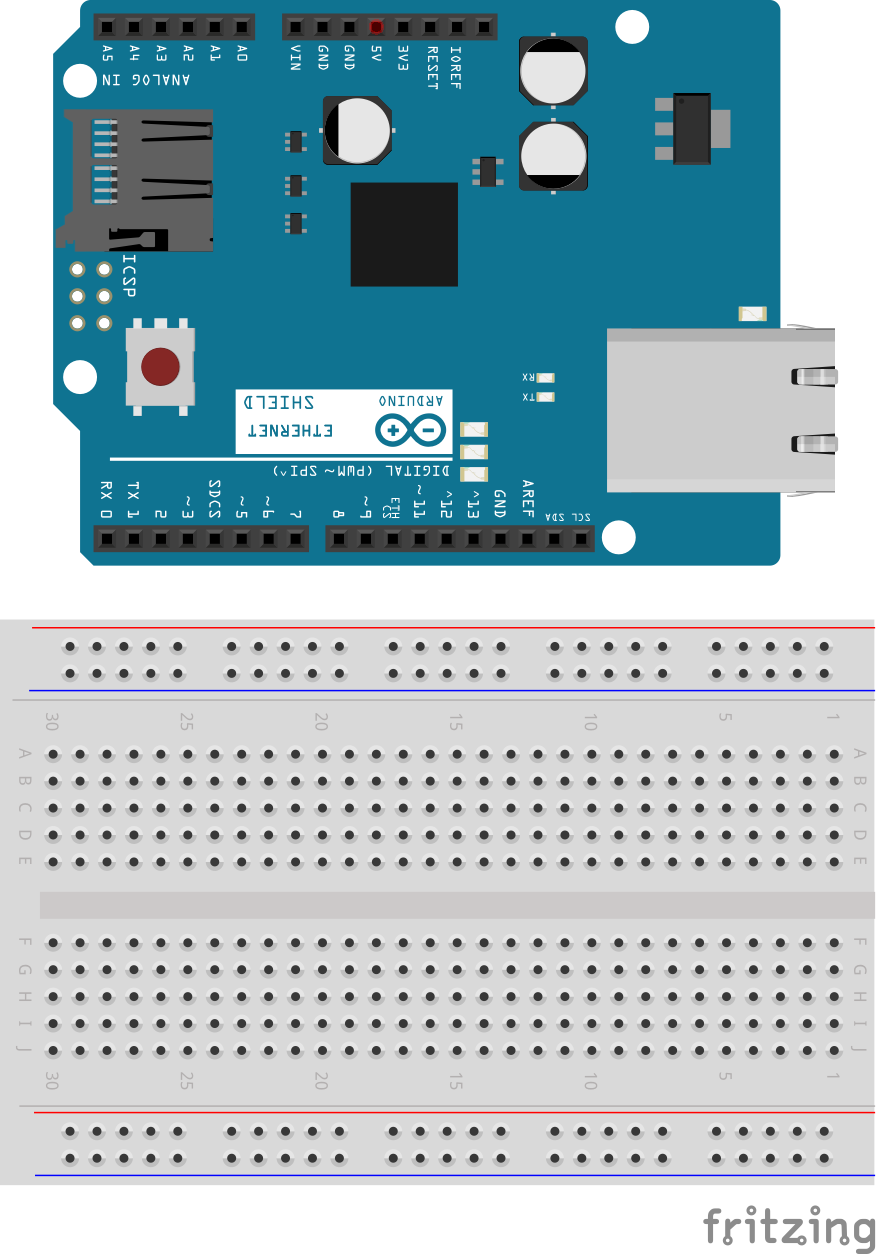 A5 A4 A3 A2 A1 A0 VIN GND GND 5V 3V3 RESET IOREF
ANALOG IN
ICSP
RX
TX
ARDUINO
SHIELD
ETHERNET
DIGITAL (PWM~ SPI^)
RX 0 TX 1 2 ~3 SDCS ~5 ~6 7 8 ~9 ETH CS ~11 ^12 ^13 GND AREF SDA SCL
30 25 20 15 10 5 1
A A
B B
C C
D D
E E
F F
G G
H H
I I
J J
30 25 20 15 10 5 1
fritzing